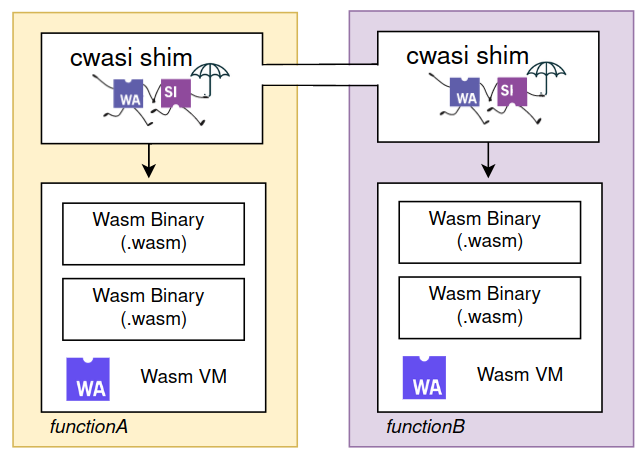 cwasi shim
WA SI
Wasm Binary
(.wasm)
Wasm Binary
(.wasm)
WA Wasm VM
functionA
cwasi shim
WA SI
Wasm Binary
(.wasm)
Wasm Binary
(.wasm)
WA Wasm VM
functionB